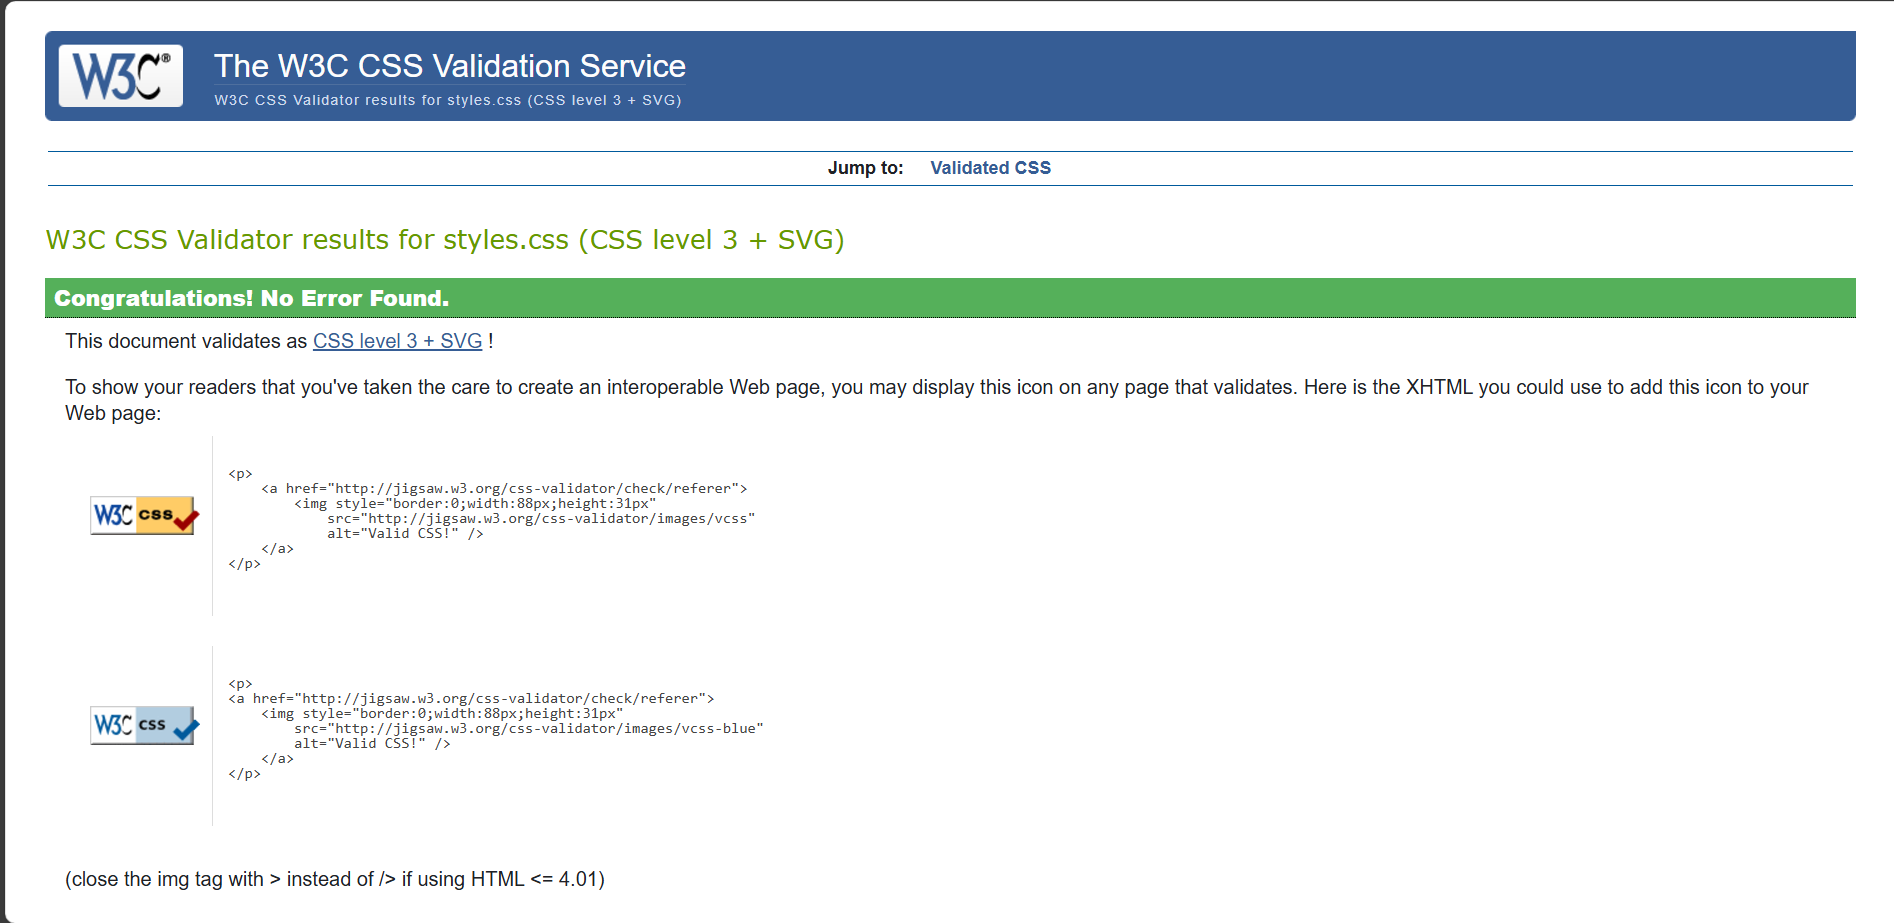 W3C®
The W3C CSS Validation Service
W3C CSS Validator results for styles.css (CSS level 3 + SVG)
Jump to: Validated CSS
W3C CSS Validator results for styles.css (CSS level 3 + SVG)
Congratulations! No Error Found.
This document validates as CSS level 3 + SVG !
To show your readers that you've taken the care to create an interoperable Web page, you may display this icon on any page that validates. Here is the XHTML you could use to add this icon to your
Web page:
W3C css
<p>
    <a href="http://jigsaw.w3.org/css-validator/check/referer">
        <img style="border:0;width:88px;height:31px"
            src="http://jigsaw.w3.org/css-validator/images/vcss"
            alt="Valid CSS!" />
    </a>
</p>
W3C css
<p>
<a href="http://jigsaw.w3.org/css-validator/check/referer">
    <img style="border:0;width:88px;height:31px"
        src="http://jigsaw.w3.org/css-validator/images/vcss-blue"
        alt="Valid CSS!" />
    </a>
</p>
(close the img tag with > instead of /> if using HTML <= 4.01)